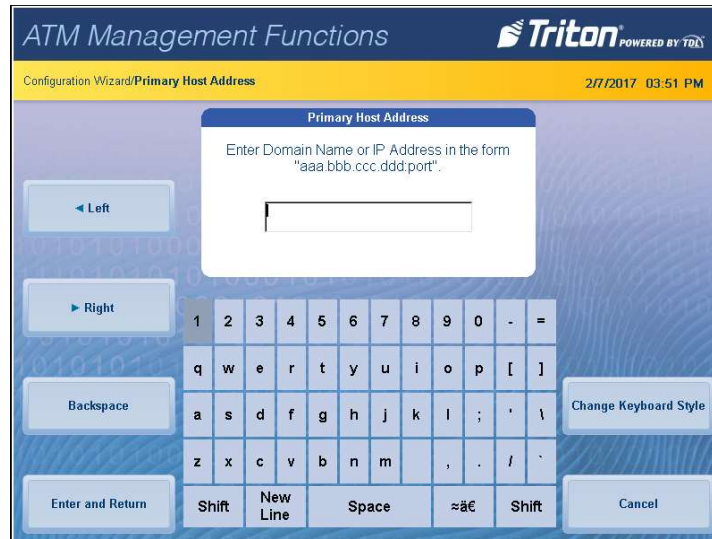 ATM Management Functions
Triton POWERED BY TDL
Configuration Wizard/Primary Host Address
2/7/2017 03:51 PM
Primary Host Address
Enter Domain Name or IP Address in the form
"aaa.bbb.ccc.ddd:port".
◄ Left
► Right
Backspace
Enter and Return
1 2 3 4 5 6 7 8 9 0 - =
q w e r t y u i o p [ ]
a s d f g h j k l ; ' \
z x c v b n m , . / `
Shift New Line Space ≈ä€ Shift
Change Keyboard Style
Cancel